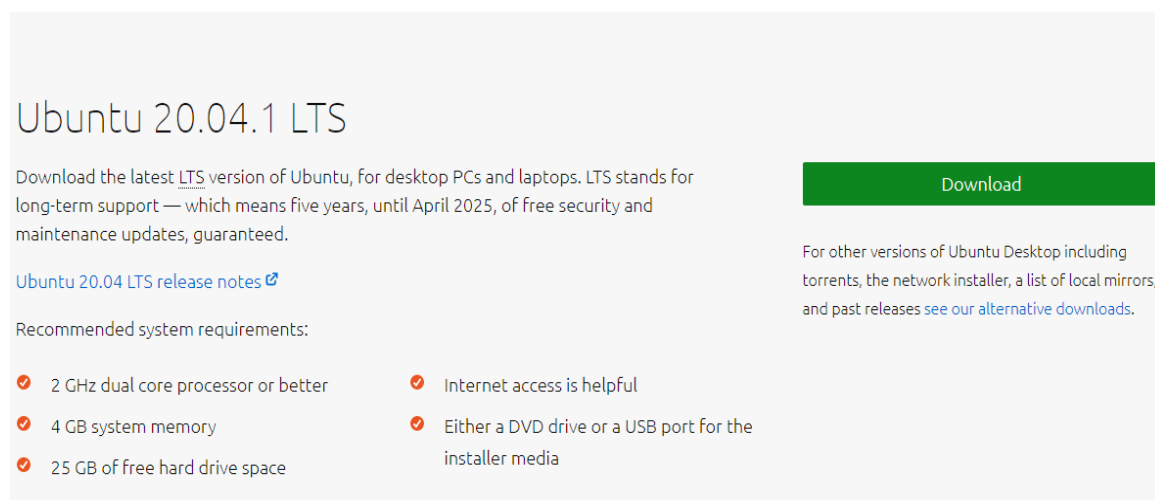 Ubuntu 20.04.1 LTS
Download the latest LTS version of Ubuntu, for desktop PCs and laptops. LTS stands for
long-term support — which means five years, until April 2025, of free security and
maintenance updates, guaranteed.
Ubuntu 20.04 LTS release notes
Recommended system requirements:
2 GHz dual core processor or better
4 GB system memory
25 GB of free hard drive space
Internet access is helpful
Either a DVD drive or a USB port for the
installer media
Download
For other versions of Ubuntu Desktop including
torrents, the network installer, a list of local mirrors,
and past releases see our alternative downloads.